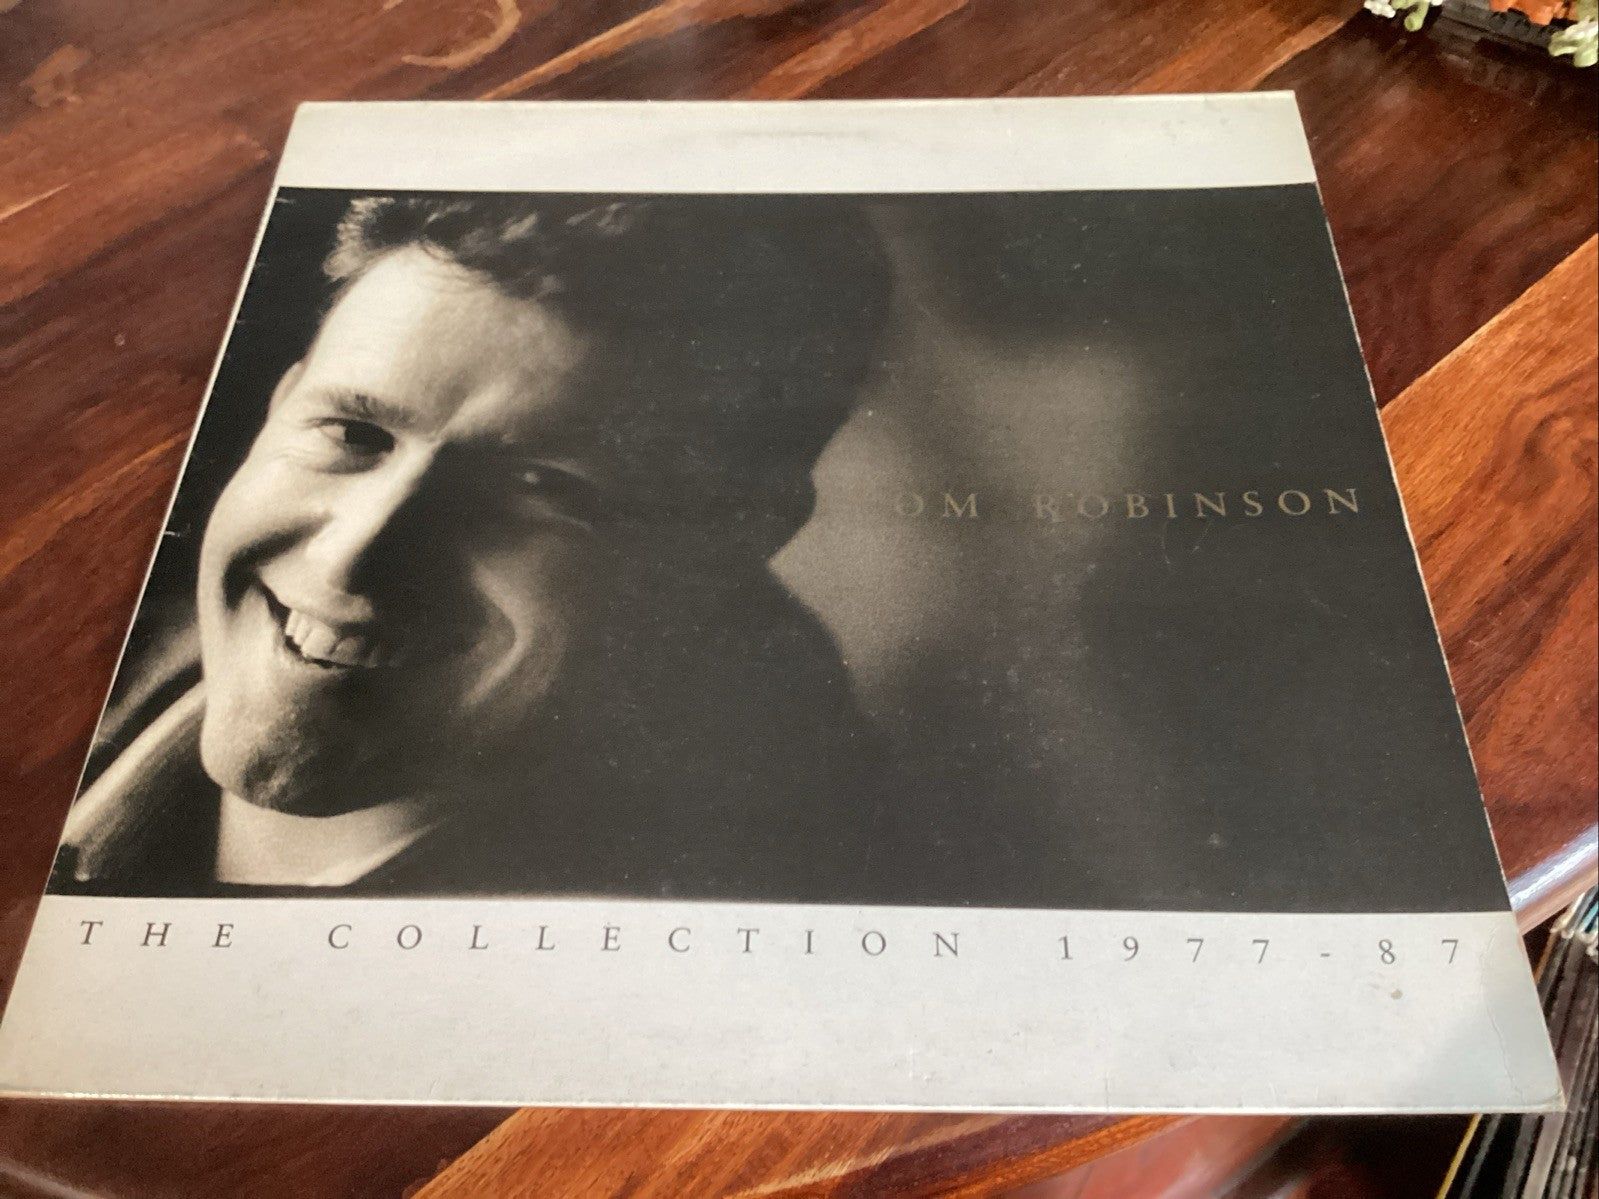 OM ROBINSON
THE COLLECTION 1977-87